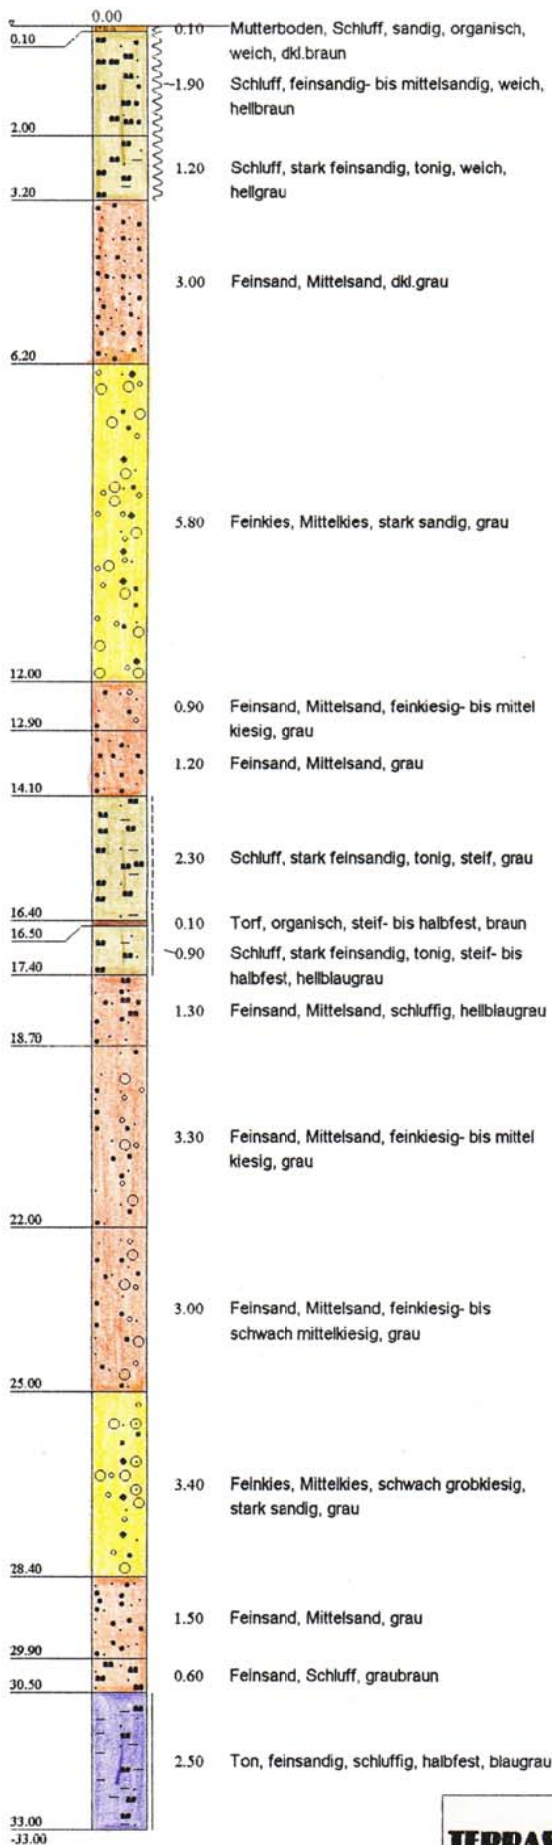 0.00
0.10 0.10 Mutterboden, Schluff, sandig, organisch,
weich, dkl.braun
1.90 Schluff, feinsandig- bis mittelsandig, weich,
hellbraun
2.00
1.20 Schluff, stark feinsandig, tonig, weich,
hellgrau
3.20
3.00 Feinsand, Mittelsand, dkl.grau
6.20
5.80 Feinkies, Mittelkies, stark sandig, grau
12.00
0.90 Feinsand, Mittelsand, feinkiesig- bis mittel
kiesig, grau
12.90
1.20 Feinsand, Mittelsand, grau
14.10
2.30 Schluff, stark feinsandig, tonig, steif, grau
16.40
0.10 Torf, organisch, steif- bis halbfest, braun
16.50
0.90 Schluff, stark feinsandig, tonig, steif- bis
halbfest, hellblaugrau
17.40
1.30 Feinsand, Mittelsand, schluffig, hellblaugrau
18.70
3.30 Feinsand, Mittelsand, feinkiesig- bis mittel
kiesig, grau
22.00
3.00 Feinsand, Mittelsand, feinkiesig- bis
schwach mittelkiesig, grau
25.00
3.40 Feinkies, Mittelkies, schwach grobkiesig,
stark sandig, grau
28.40
1.50 Feinsand, Mittelsand, grau
29.90
0.60 Feinsand, Schluff, graubraun
30.50
2.50 Ton, feinsandig, schluffig, halbfest, blaugrau
33.00
-33.00